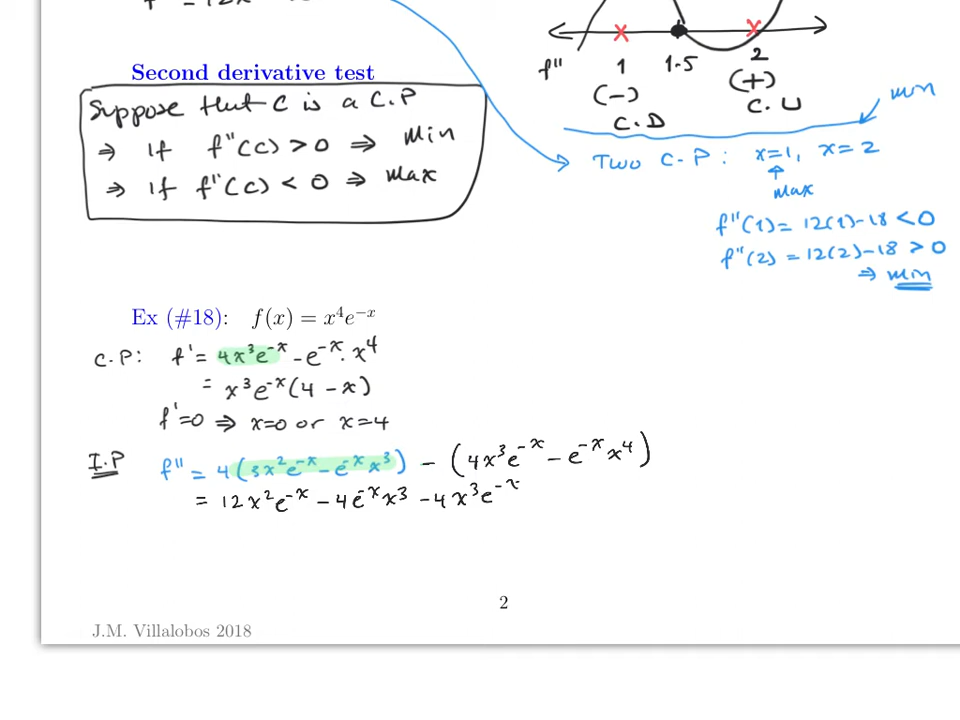 Second derivative test
Suppose that C is a C.P
⇒ If f''(c) > 0 ⇒ Min
⇒ If f''(c) < 0 ⇒ Max
f'' 1 1.5 2
(-) (+)
C.D C.U
min
Two C.P: x=1, x=2
↑
max
f''(1) = 12(1)-18 < 0
f''(2) = 12(2)-18 > 0
⇒ min
Ex (#18): f(x) = x⁴e⁻ˣ
C.P: f' = 4x³e⁻ˣ - e⁻ˣ · x⁴
= x³e⁻ˣ(4 - x)
f'=0 ⇒ x=0 or x=4
I.P f'' = 4(3x²e⁻ˣ - e⁻ˣx³) - (4x³e⁻ˣ - e⁻ˣx⁴)
= 12x²e⁻ˣ - 4e⁻ˣx³ - 4x³e⁻ˣ
2
J.M. Villalobos 2018